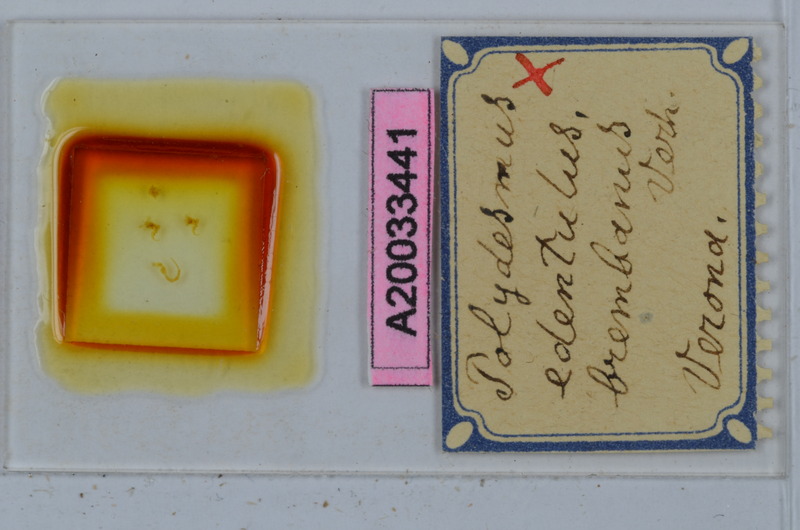 A20033441
X
Polydesmus
edentulus,
brembanus
Verh.
Verona.